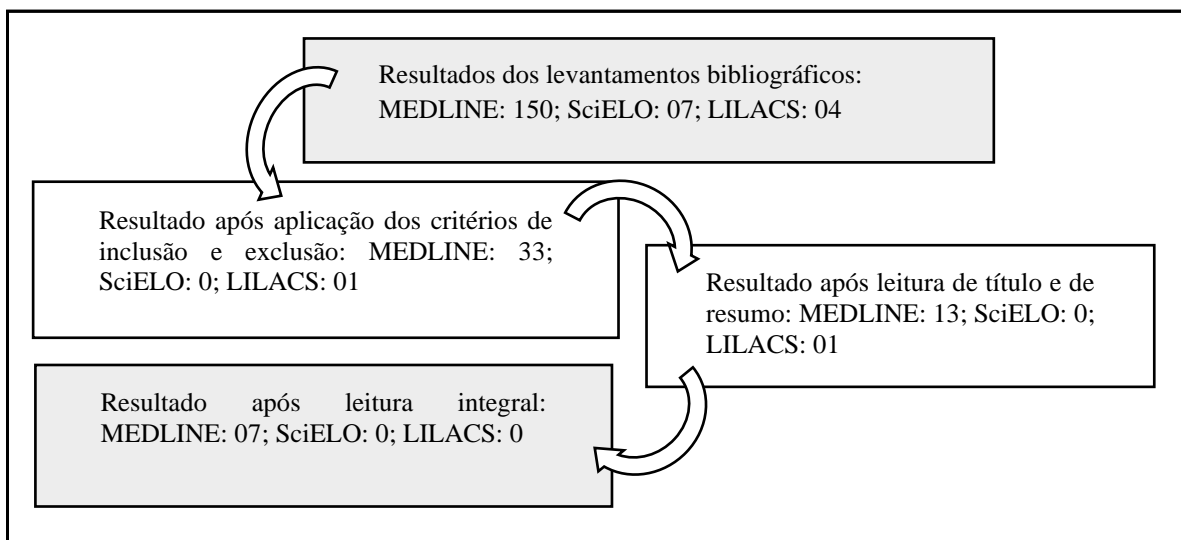 Resultados dos levantamentos bibliográficos:
MEDLINE: 150; SciELO: 07; LILACS: 04
Resultado após aplicação dos critérios de
inclusão e exclusão: MEDLINE: 33;
SciELO: 0; LILACS: 01
Resultado após leitura de título e de
resumo: MEDLINE: 13; SciELO: 0;
LILACS: 01
Resultado após leitura integral:
MEDLINE: 07; SciELO: 0; LILACS: 0